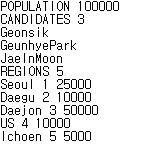 POPULATION 100000
CANDIDATES 3
Geonsik
GeunhyePark
JaeInMoon
REGIONS 5
Seoul 1 25000
Daegu 2 10000
Daejon 3 50000
US 4 10000
Ichoen 5 5000